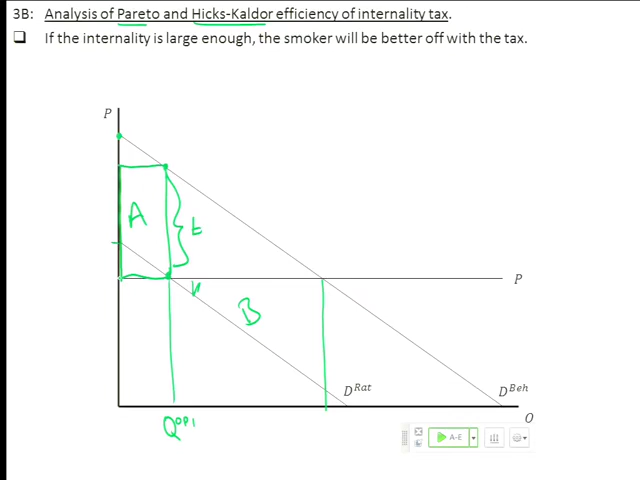 3B: Analysis of Pareto and Hicks-Kaldor efficiency of internality tax.
If the internality is large enough, the smoker will be better off with the tax.
P
A
t
P
B
D^Rat
D^Beh
Q
Q^opt
A-E